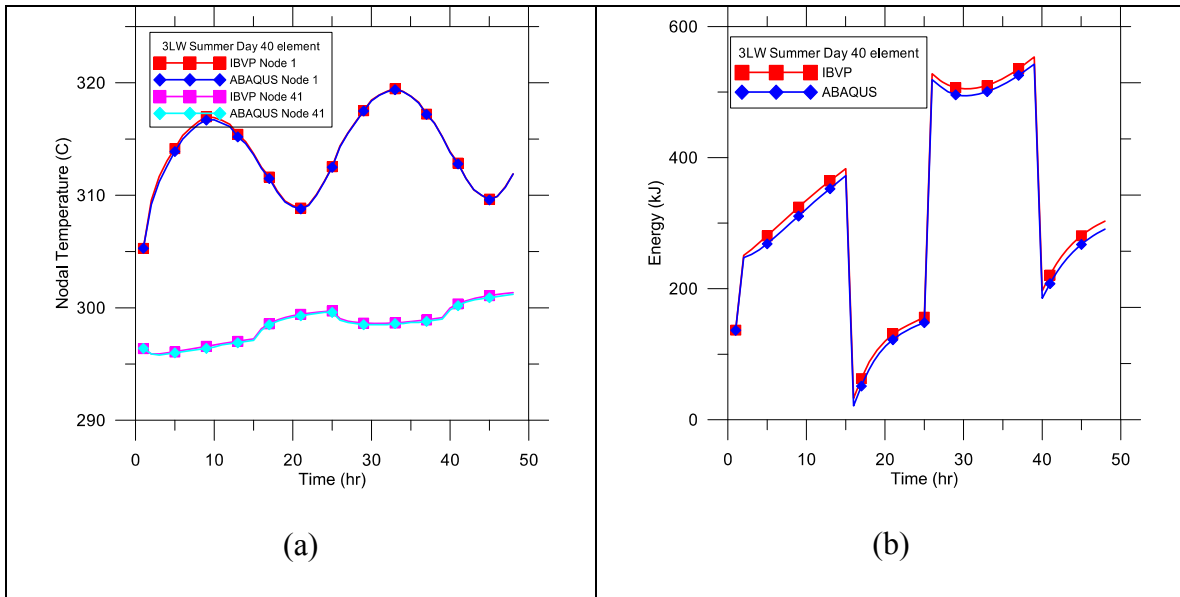 3LW Summer Day 40 element
IBVP Node 1
ABAQUS Node 1
IBVP Node 41
ABAQUS Node 41
320
310
300
290
Nodal Temperature (C)
0 10 20 30 40 50
Time (hr)
(a)
3LW Summer Day 40 element
IBVP
ABAQUS
600
400
200
0
Energy (kJ)
0 10 20 30 40 50
Time (hr)
(b)